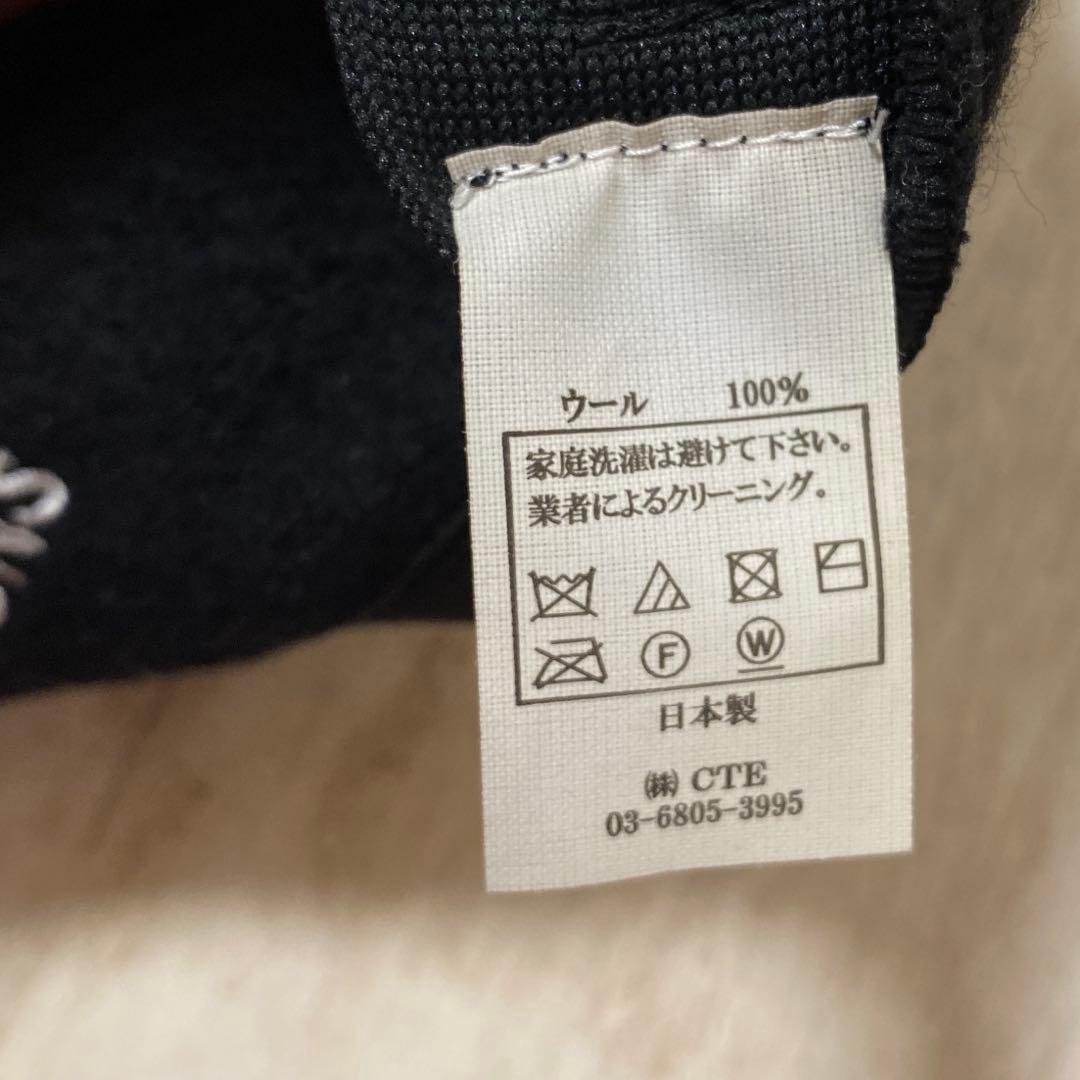 ウール 100%
家庭洗濯は避けて下さい。
業者によるクリーニング。
F W
日本製
㈱ CTE
03-6805-3995